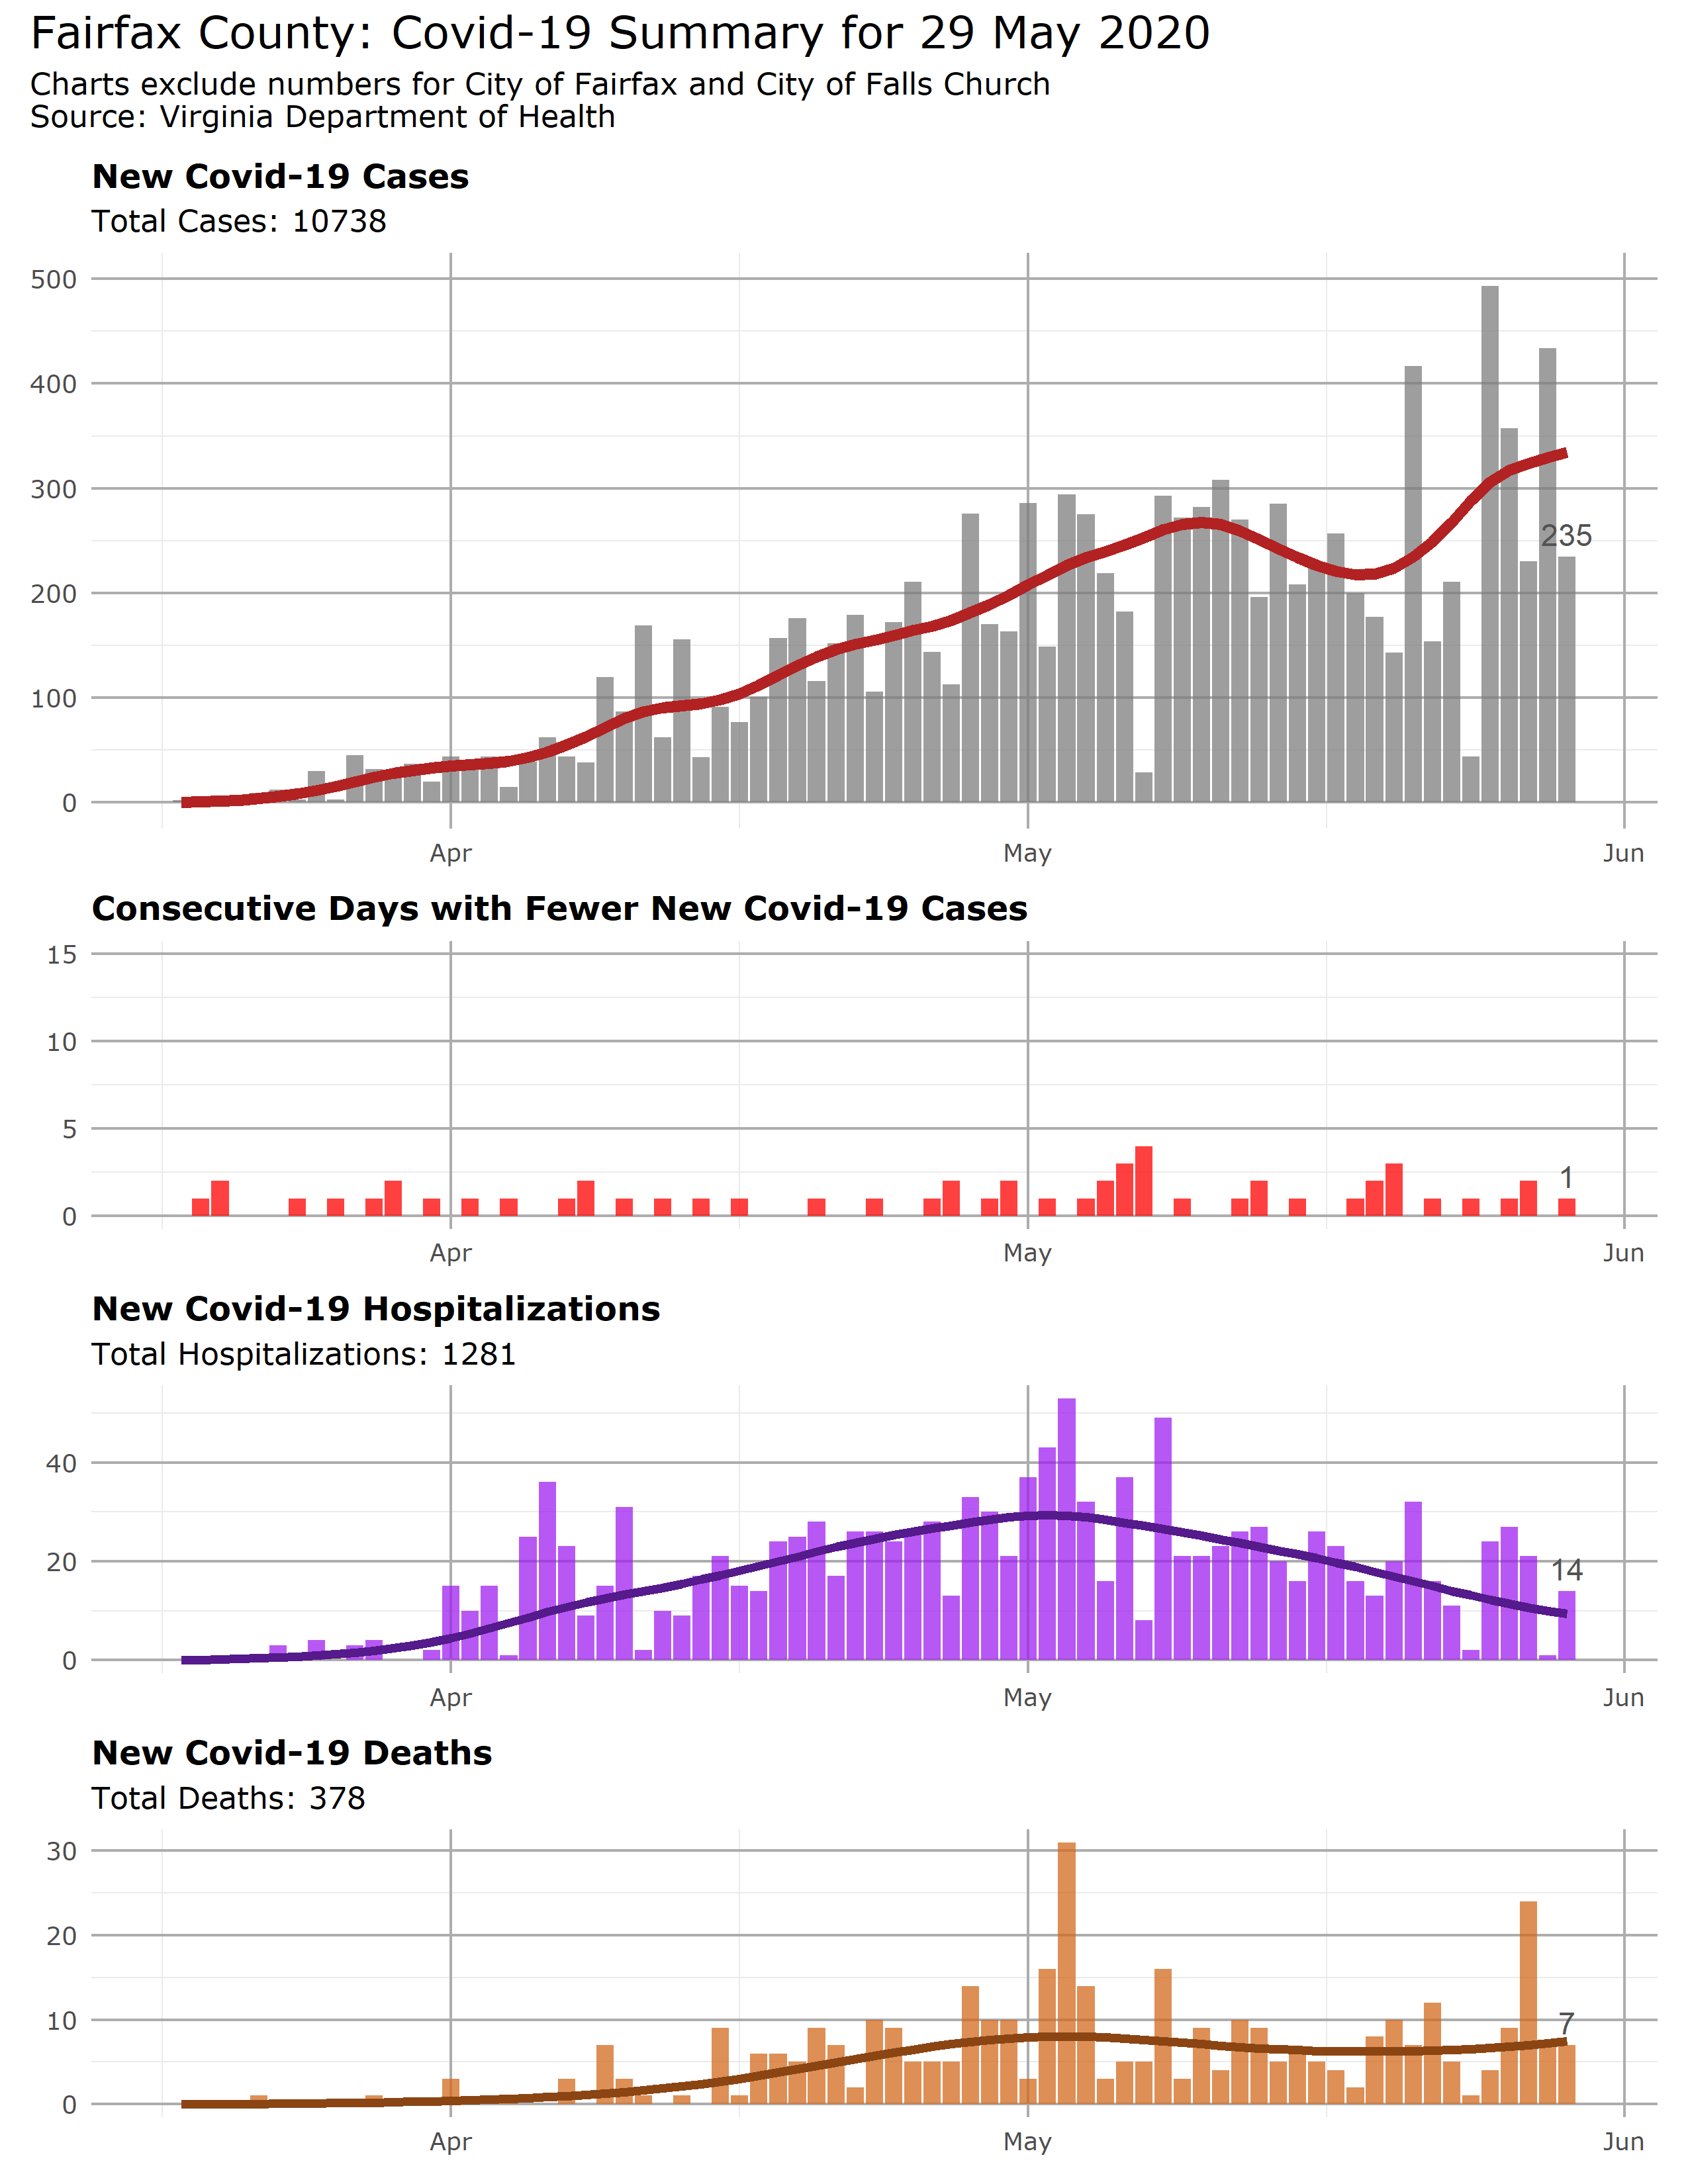 Fairfax County: Covid-19 Summary for 29 May 2020
Charts exclude numbers for City of Fairfax and City of Falls Church
Source: Virginia Department of Health
New Covid-19 Cases
Total Cases: 10738
500
400
300
235
200
100
0
Apr May Jun
Consecutive Days with Fewer New Covid-19 Cases
15
10
5
1
0
Apr May Jun
New Covid-19 Hospitalizations
Total Hospitalizations: 1281
40
20
14
0
Apr May Jun
New Covid-19 Deaths
Total Deaths: 378
30
20
10
7
0
Apr May Jun